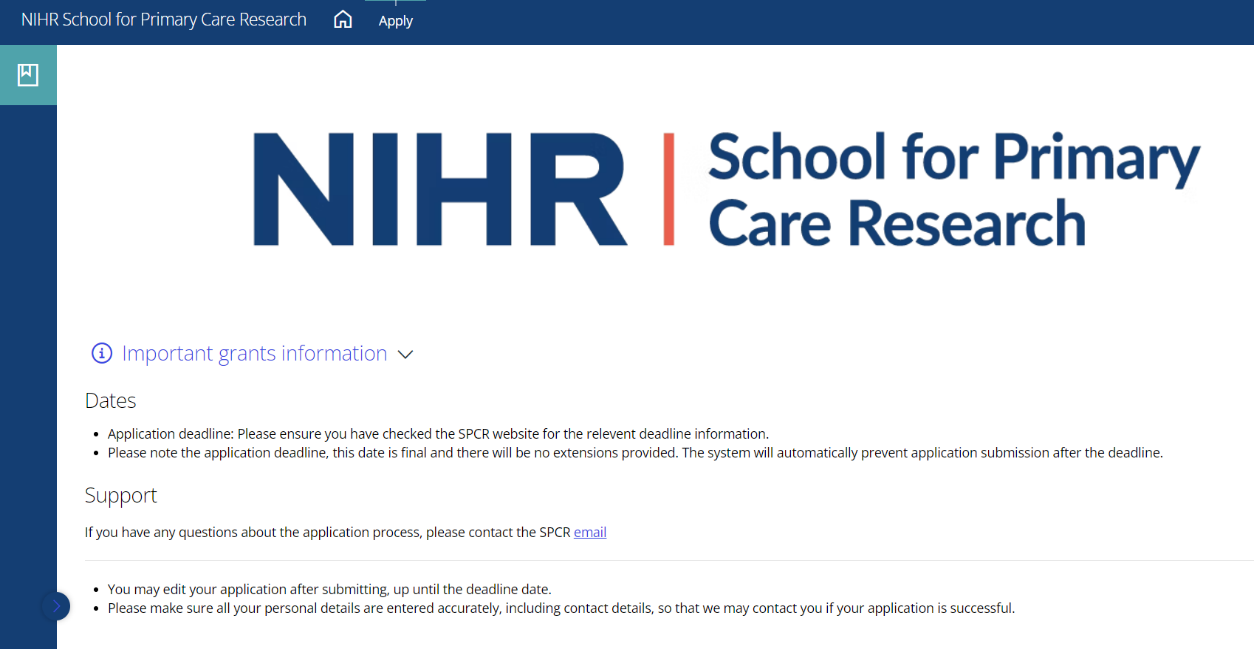 NIHR School for Primary Care Research
Apply
NIHR | School for Primary
Care Research
Important grants information
Dates
• Application deadline: Please ensure you have checked the SPCR website for the relevent deadline information.
• Please note the application deadline, this date is final and there will be no extensions provided. The system will automatically prevent application submission after the deadline.
Support
If you have any questions about the application process, please contact the SPCR email
• You may edit your application after submitting, up until the deadline date.
• Please make sure all your personal details are entered accurately, including contact details, so that we may contact you if your application is successful.